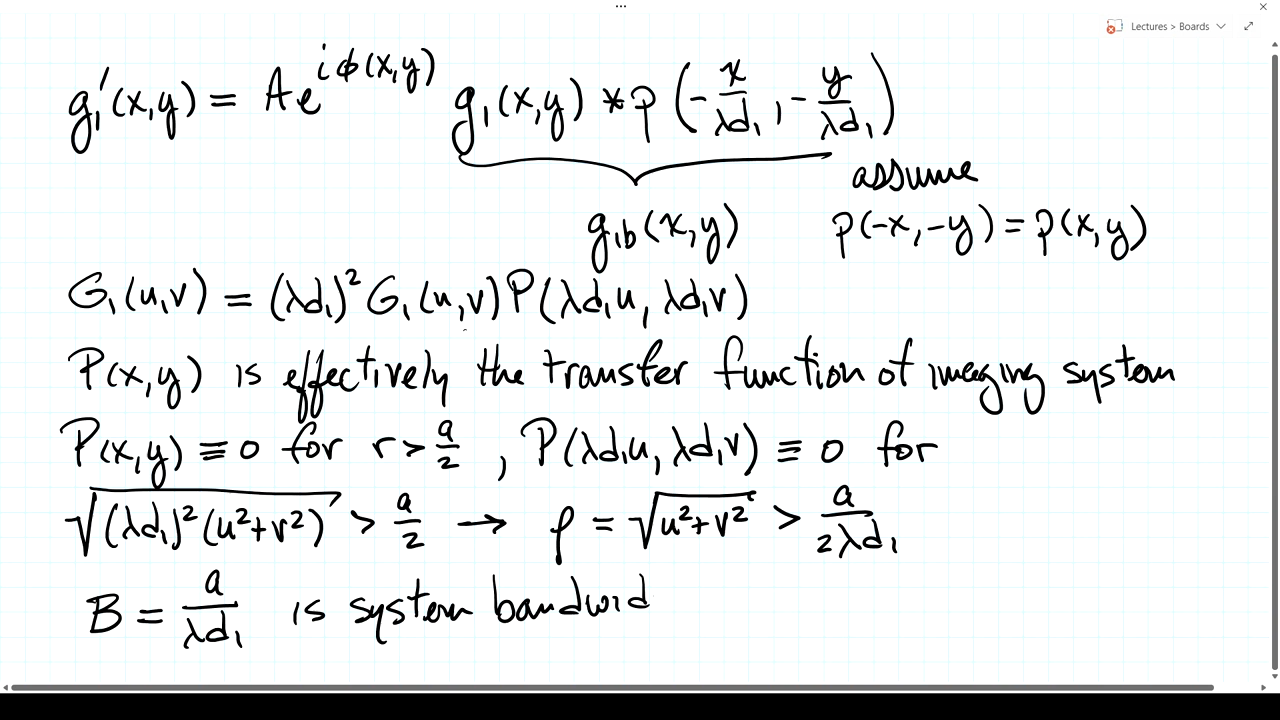 Lectures > Boards
g₁'(x,y) = A e^{iϕ(x,y)} g₁(x,y) * p(-x/λd₁, -y/λd₁)
assume
g₁b(x,y) p(-x,-y) = p(x,y)
G₁(u,v) = (λd₁)² G₁(u,v) P(λd₁u, λd₁v)
P(x,y) is effectively the transfer function of imaging system
P(x,y) ≡ 0 for r > a/2 , P(λd₁u, λd₁v) ≡ 0 for
√((λd₁)²(u²+v²)) > a/2 → ρ = √(u²+v²) > a/2λd₁
B = a/λd₁ is system bandwid